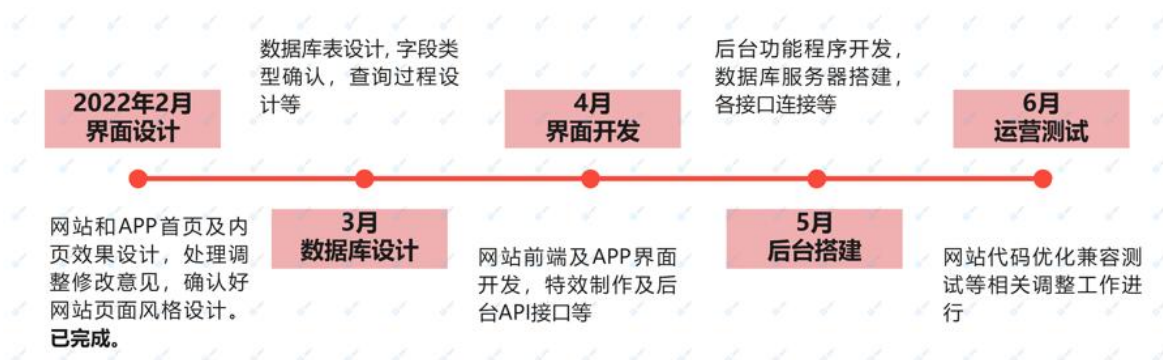 2022年2月
界面设计
网站和APP首页及内
页效果设计，处理调
整修改意见，确认好
网站页面风格设计。
已完成。
数据库表设计, 字段类
型确认，查询过程设
计等
3月
数据库设计
4月
界面开发
网站前端及APP界面
开发，特效制作及后
台API接口等
后台功能程序开发，
数据库服务器搭建，
各接口连接等
5月
后台搭建
6月
运营测试
网站代码优化兼容测
试等相关调整工作进
行